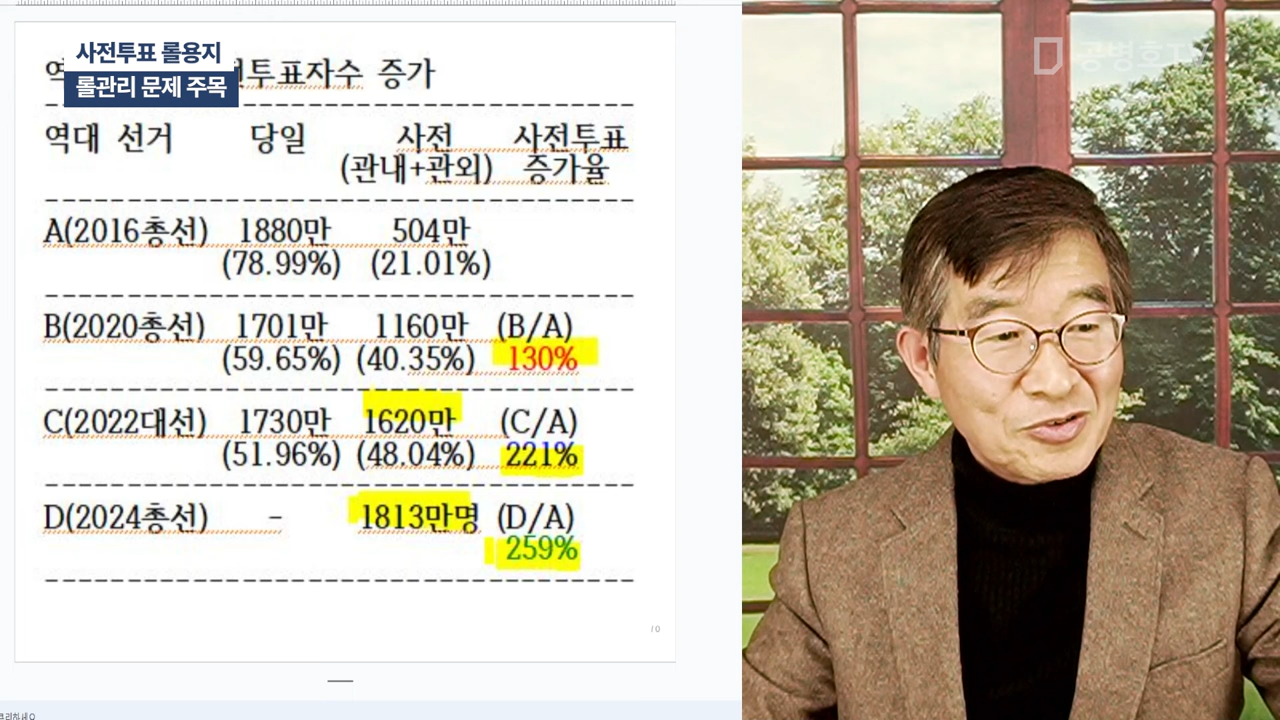 사전투표 롤용지
롤관리 문제 주목
투표자수 증가
역대 선거 당일 사전 사전투표
(관내+관외) 증가율
A(2016총선) 1880만 504만
(78.99%) (21.01%)
B(2020총선) 1701만 1160만 (B/A)
(59.65%) (40.35%) 130%
C(2022대선) 1730만 1620만 (C/A)
(51.96%) (48.04%) 221%
D(2024총선) - 1813만명 (D/A)
259%
공병호TV